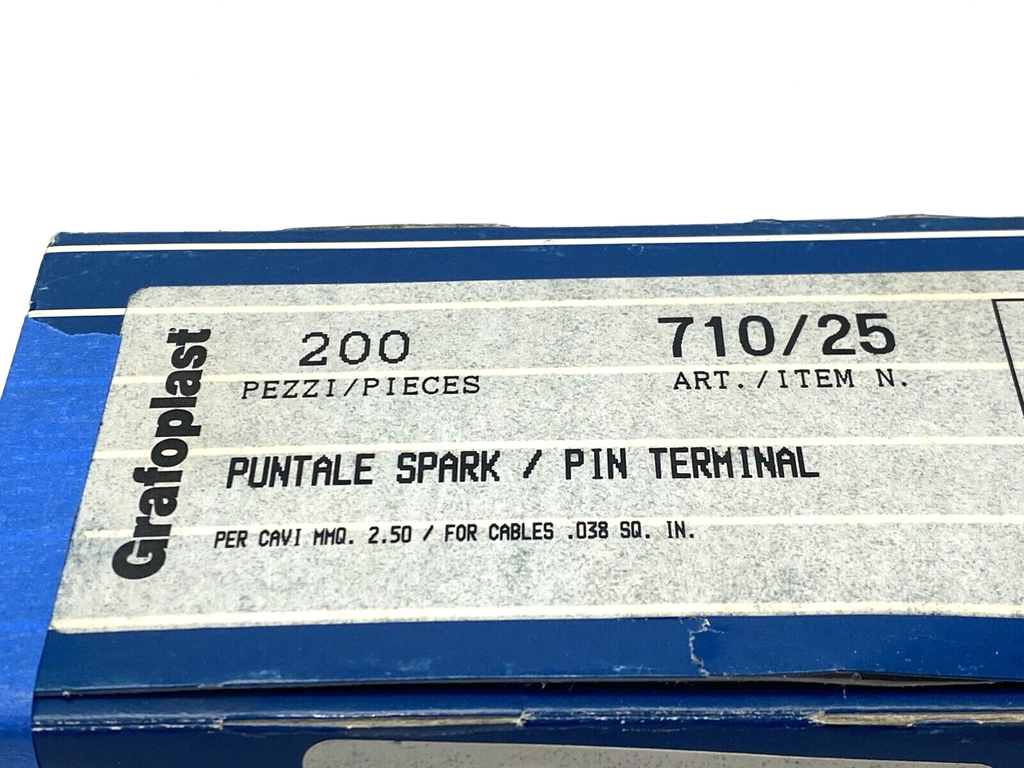 Grafoplast
200
PEZZI/PIECES
710/25
ART./ITEM N.
PUNTALE SPARK / PIN TERMINAL
PER CAVI MMQ. 2.50 / FOR CABLES .038 SQ. IN.